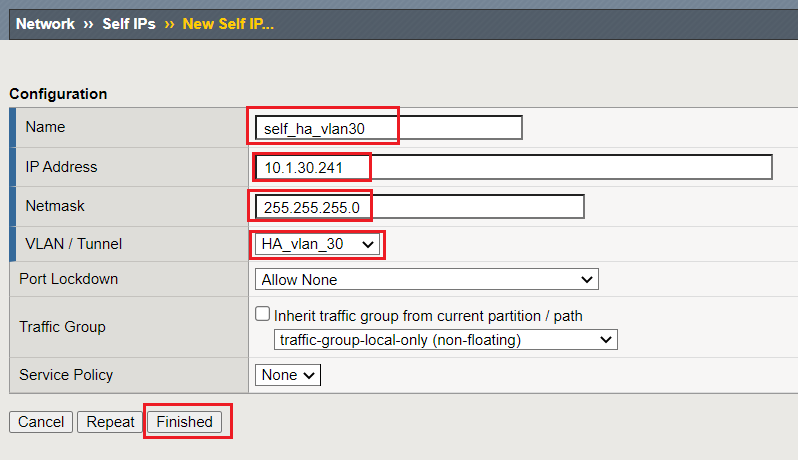 Network ›› Self IPs ›› New Self IP...
Configuration
Name self_ha_vlan30
IP Address 10.1.30.241
Netmask 255.255.255.0
VLAN / Tunnel HA_vlan_30
Port Lockdown Allow None
Traffic Group Inherit traffic group from current partition / path
traffic-group-local-only (non-floating)
Service Policy None
Cancel Repeat Finished